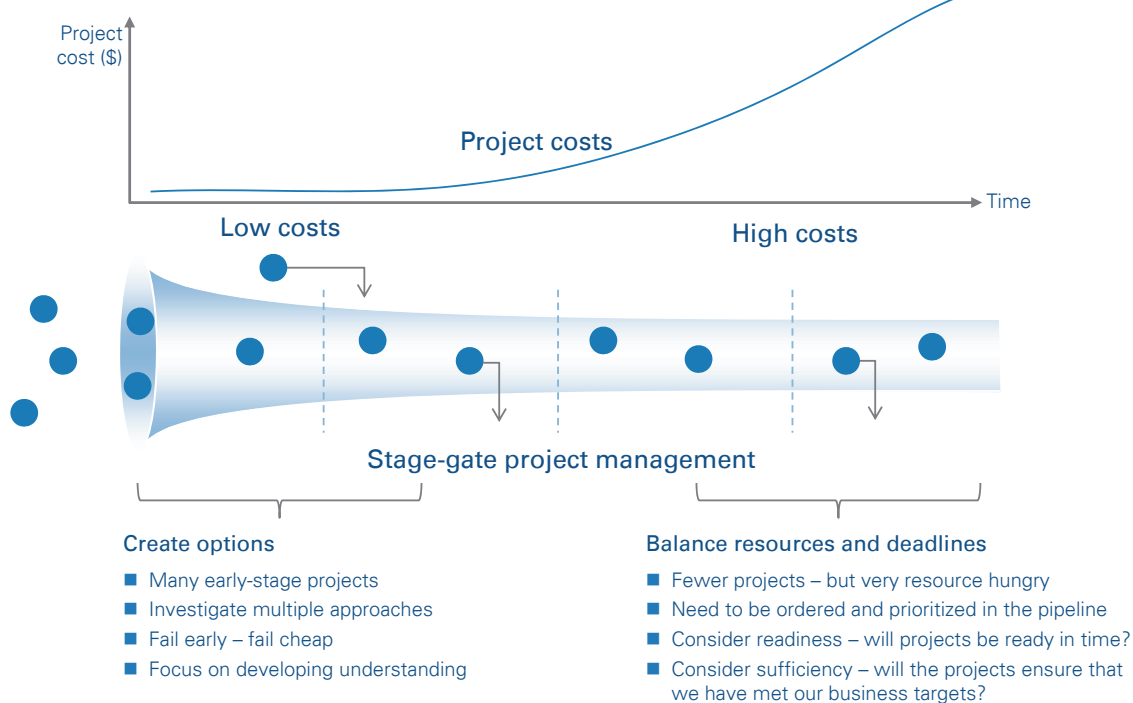 Project
cost ($)
Project costs
Time
Low costs
High costs
Stage-gate project management
Create options
■ Many early-stage projects
■ Investigate multiple approaches
■ Fail early – fail cheap
■ Focus on developing understanding
Balance resources and deadlines
■ Fewer projects – but very resource hungry
■ Need to be ordered and prioritized in the pipeline
■ Consider readiness – will projects be ready in time?
■ Consider sufficiency – will the projects ensure that
we have met our business targets?